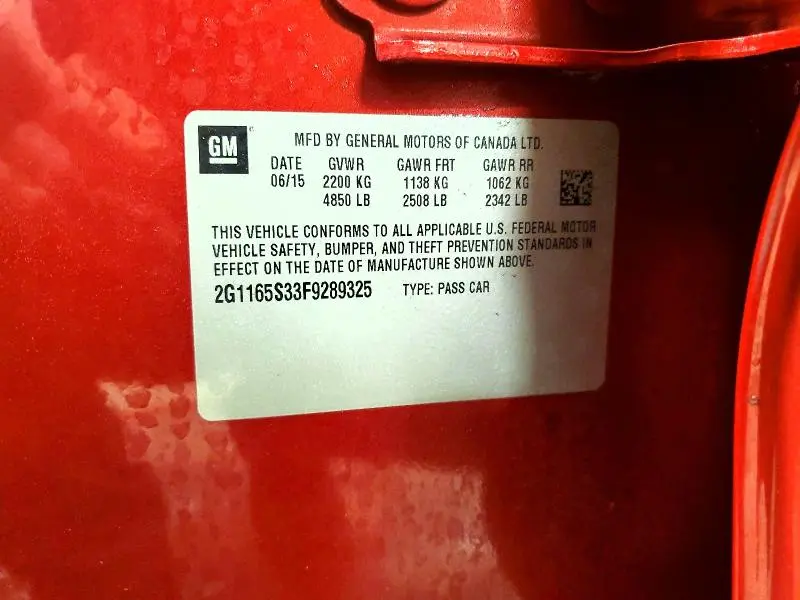 GM
MFD BY GENERAL MOTORS OF CANADA LTD.
DATE GVWR GAWR FRT GAWR RR
06/15 2200 KG 1138 KG 1062 KG
4850 LB 2508 LB 2342 LB
THIS VEHICLE CONFORMS TO ALL APPLICABLE U.S. FEDERAL MOTOR
VEHICLE SAFETY, BUMPER, AND THEFT PREVENTION STANDARDS IN
EFFECT ON THE DATE OF MANUFACTURE SHOWN ABOVE.
2G1165S33F9289325 TYPE: PASS CAR